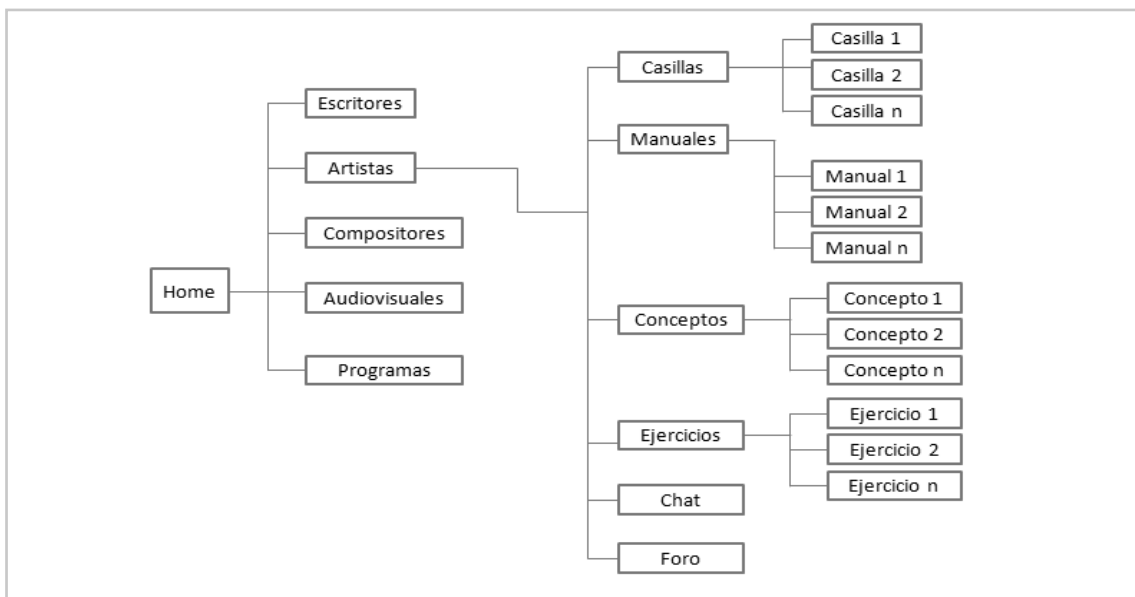 Home
Escritores
Artistas
Compositores
Audiovisuales
Programas
Casillas
Casilla 1
Casilla 2
Casilla n
Manuales
Manual 1
Manual 2
Manual n
Conceptos
Concepto 1
Concepto 2
Concepto n
Ejercicios
Ejercicio 1
Ejercicio 2
Ejercicio n
Chat
Foro